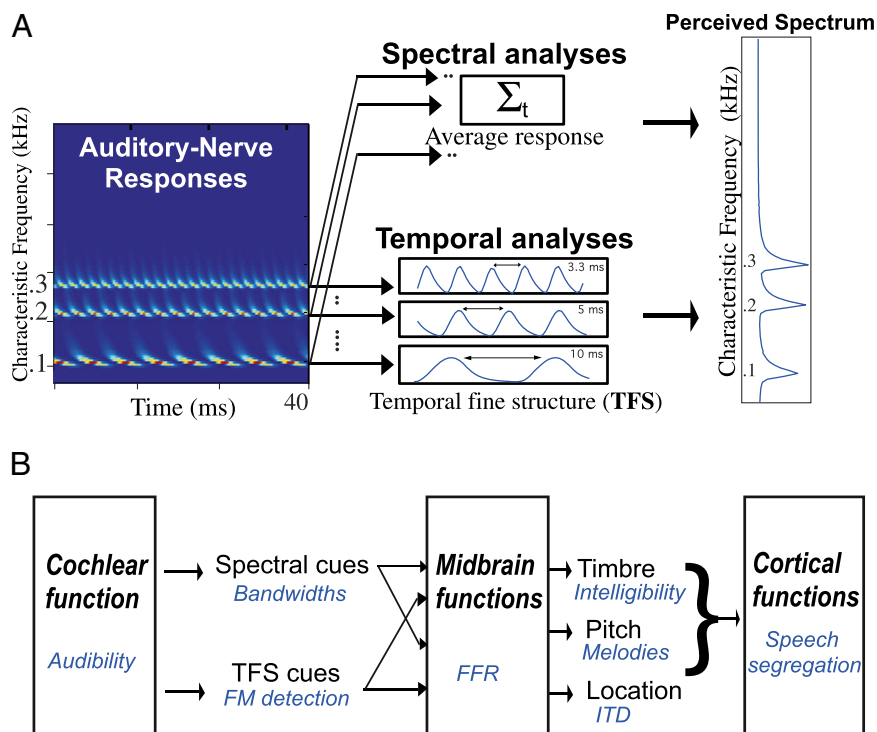 A
Perceived Spectrum
Spectral analyses
Σt
Average response
Auditory-Nerve
Responses
Characteristic Frequency (kHz)
.3
.2
.1
Time (ms)
40
Temporal analyses
3.3 ms
5 ms
10 ms
Temporal fine structure (TFS)
Characteristic Frequency (kHz)
.3
.2
.1
B
Cochlear
function
Audibility
Spectral cues
Bandwidths
TFS cues
FM detection
Midbrain
functions
FFR
Timbre
Intelligibility
Pitch
Melodies
Location
ITD
}
Cortical
functions
Speech
segregation